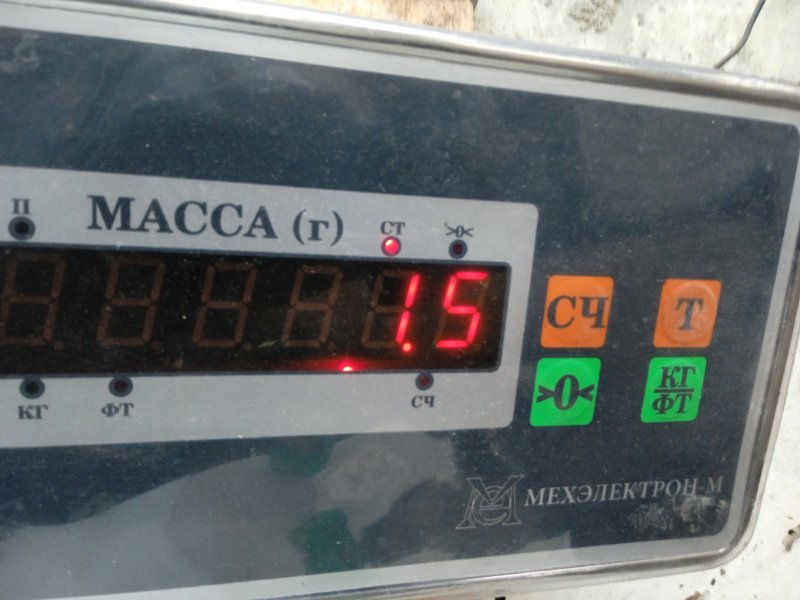 П
МАССА (г)
СТ
>0<
1.5
КГ
ФТ
СЧ
СЧ
Т
>0<
КГ
ФТ
МЕХЭЛЕКТРОН-М